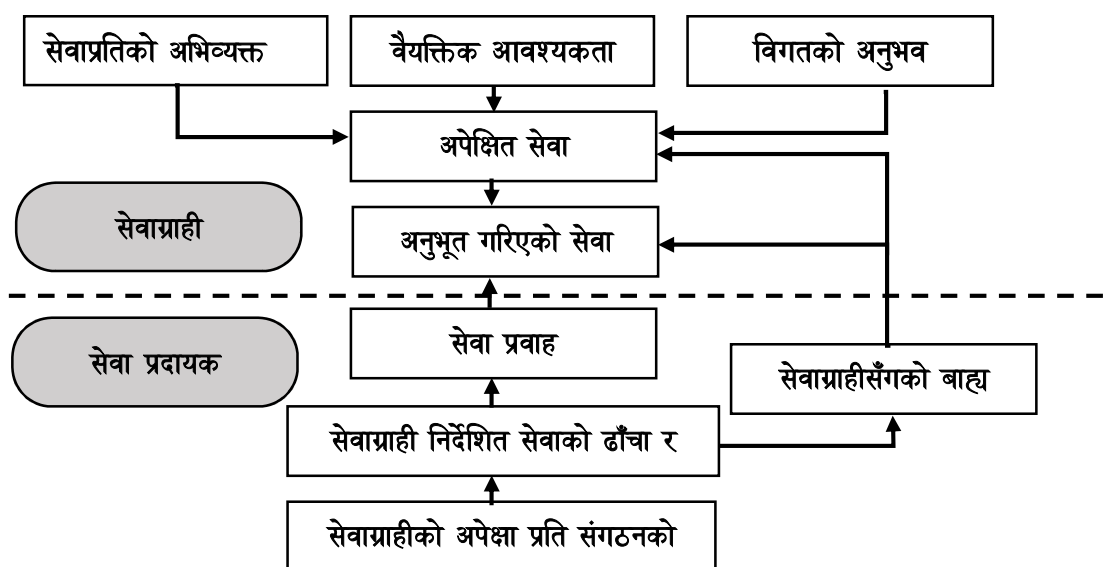 सेवाप्रतिको अभिव्यक्त
वैयक्तिक आवश्यकता
विगतको अनुभव
अपेक्षित सेवा
सेवाग्राही
अनुभूत गरिएको सेवा
सेवा प्रवाह
सेवा प्रदायक
सेवाग्राहीसँगको बाह्य
सेवाग्राही निर्देशित सेवाको ढाँचा र
सेवाग्राहीको अपेक्षा प्रति संगठनको